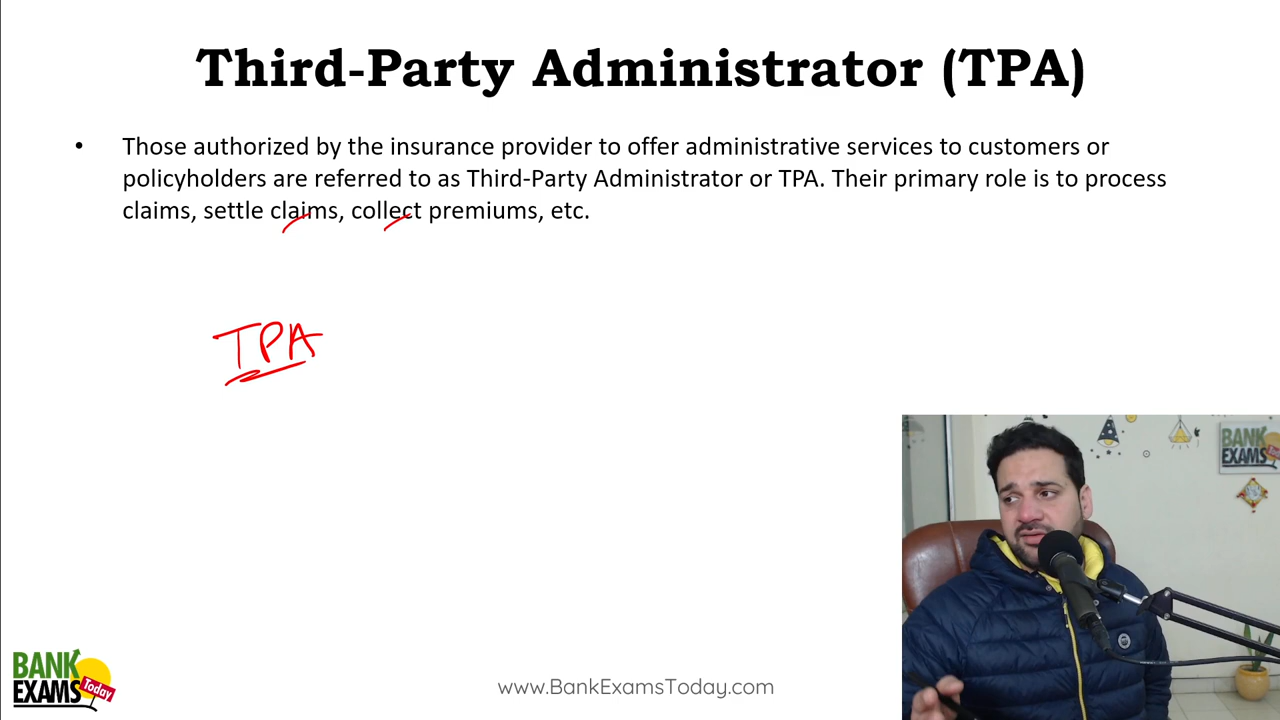 Third-Party Administrator (TPA)
• Those authorized by the insurance provider to offer administrative services to customers or
policyholders are referred to as Third-Party Administrator or TPA. Their primary role is to process
claims, settle claims, collect premiums, etc.
TPA
BANK
EXAMS
BANK
EXAMS
Today
www.BankExamsToday.com